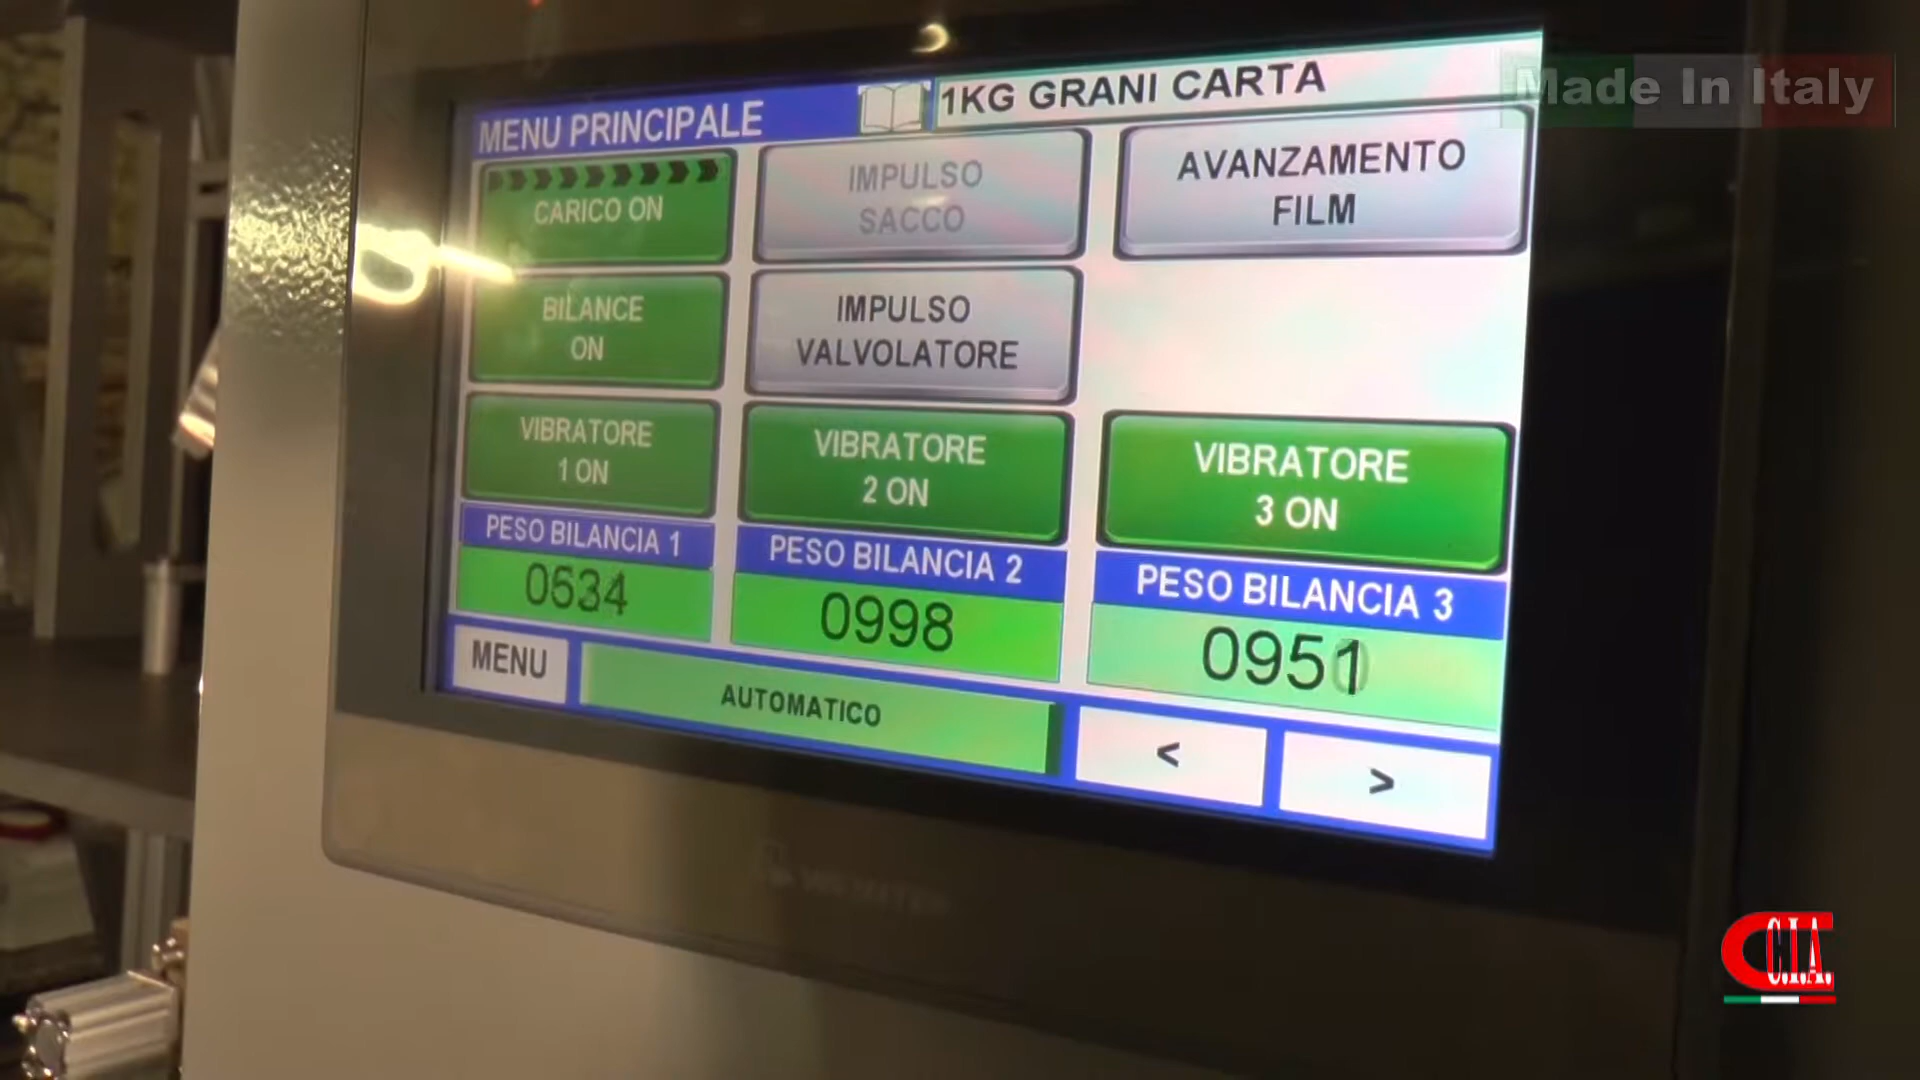 Made In Italy
MENU PRINCIPALE
1KG GRANI CARTA
CARICO ON
IMPULSO
SACCO
AVANZAMENTO
FILM
BILANCE
ON
IMPULSO
VALVOLATORE
VIBRATORE
1 ON
VIBRATORE
2 ON
VIBRATORE
3 ON
PESO BILANCIA 1
PESO BILANCIA 2
PESO BILANCIA 3
0998
MENU
AUTOMATICO
<
>
C.I.A.